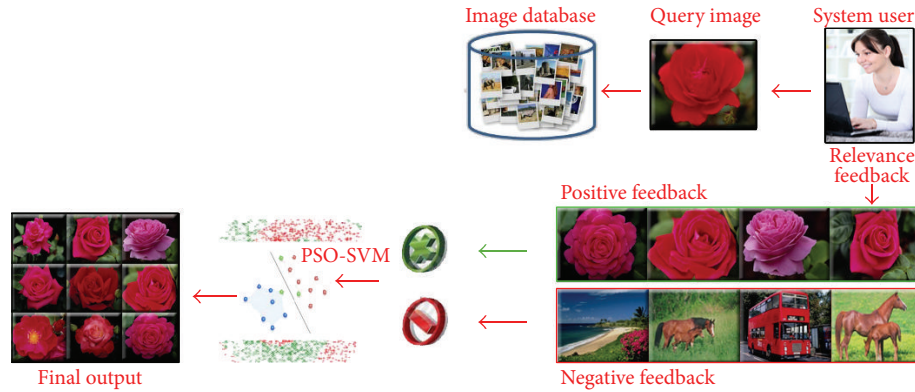 Image database
Query image
System user
Relevance
feedback
Positive feedback
PSO-SVM
Final output
Negative feedback